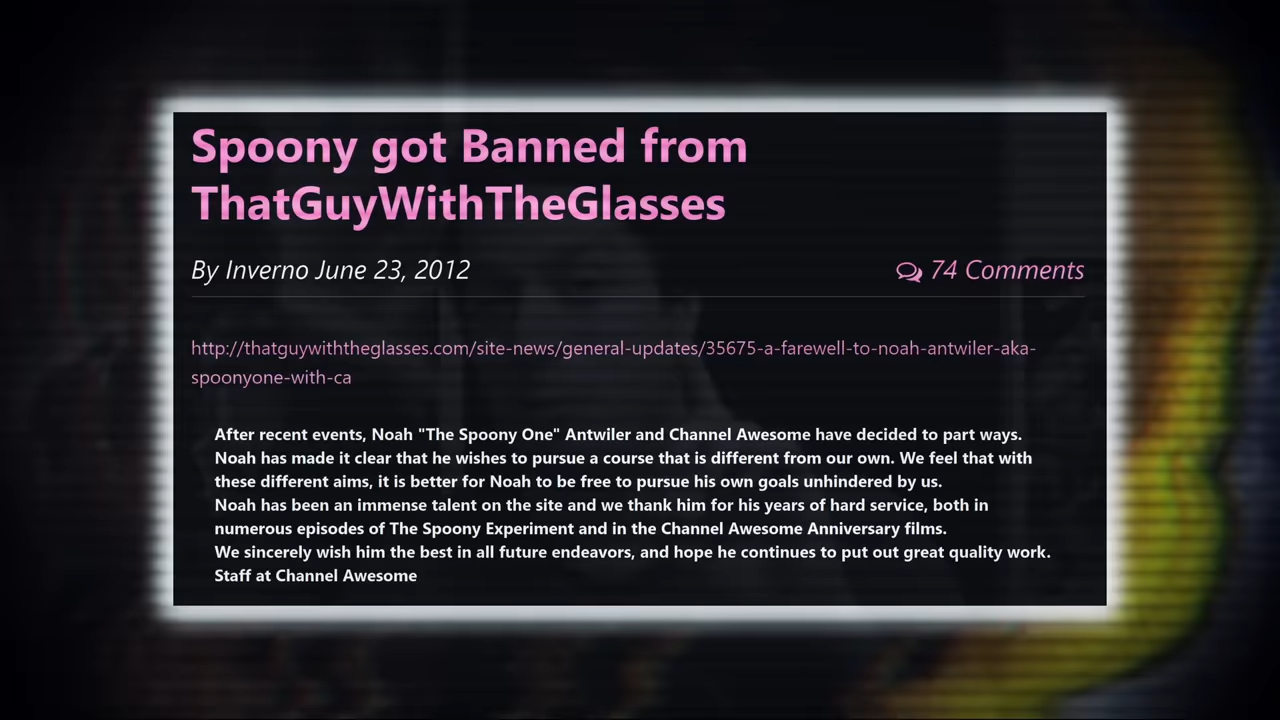 Spoony got Banned from
ThatGuyWithTheGlasses
By Inverno June 23, 2012
74 Comments
http://thatguywiththeglasses.com/site-news/general-updates/35675-a-farewell-to-noah-antwiler-aka-
spoonyone-with-ca
After recent events, Noah "The Spoony One" Antwiler and Channel Awesome have decided to part ways.
Noah has made it clear that he wishes to pursue a course that is different from our own. We feel that with
these different aims, it is better for Noah to be free to pursue his own goals unhindered by us.
Noah has been an immense talent on the site and we thank him for his years of hard service, both in
numerous episodes of The Spoony Experiment and in the Channel Awesome Anniversary films.
We sincerely wish him the best in all future endeavors, and hope he continues to put out great quality work.
Staff at Channel Awesome